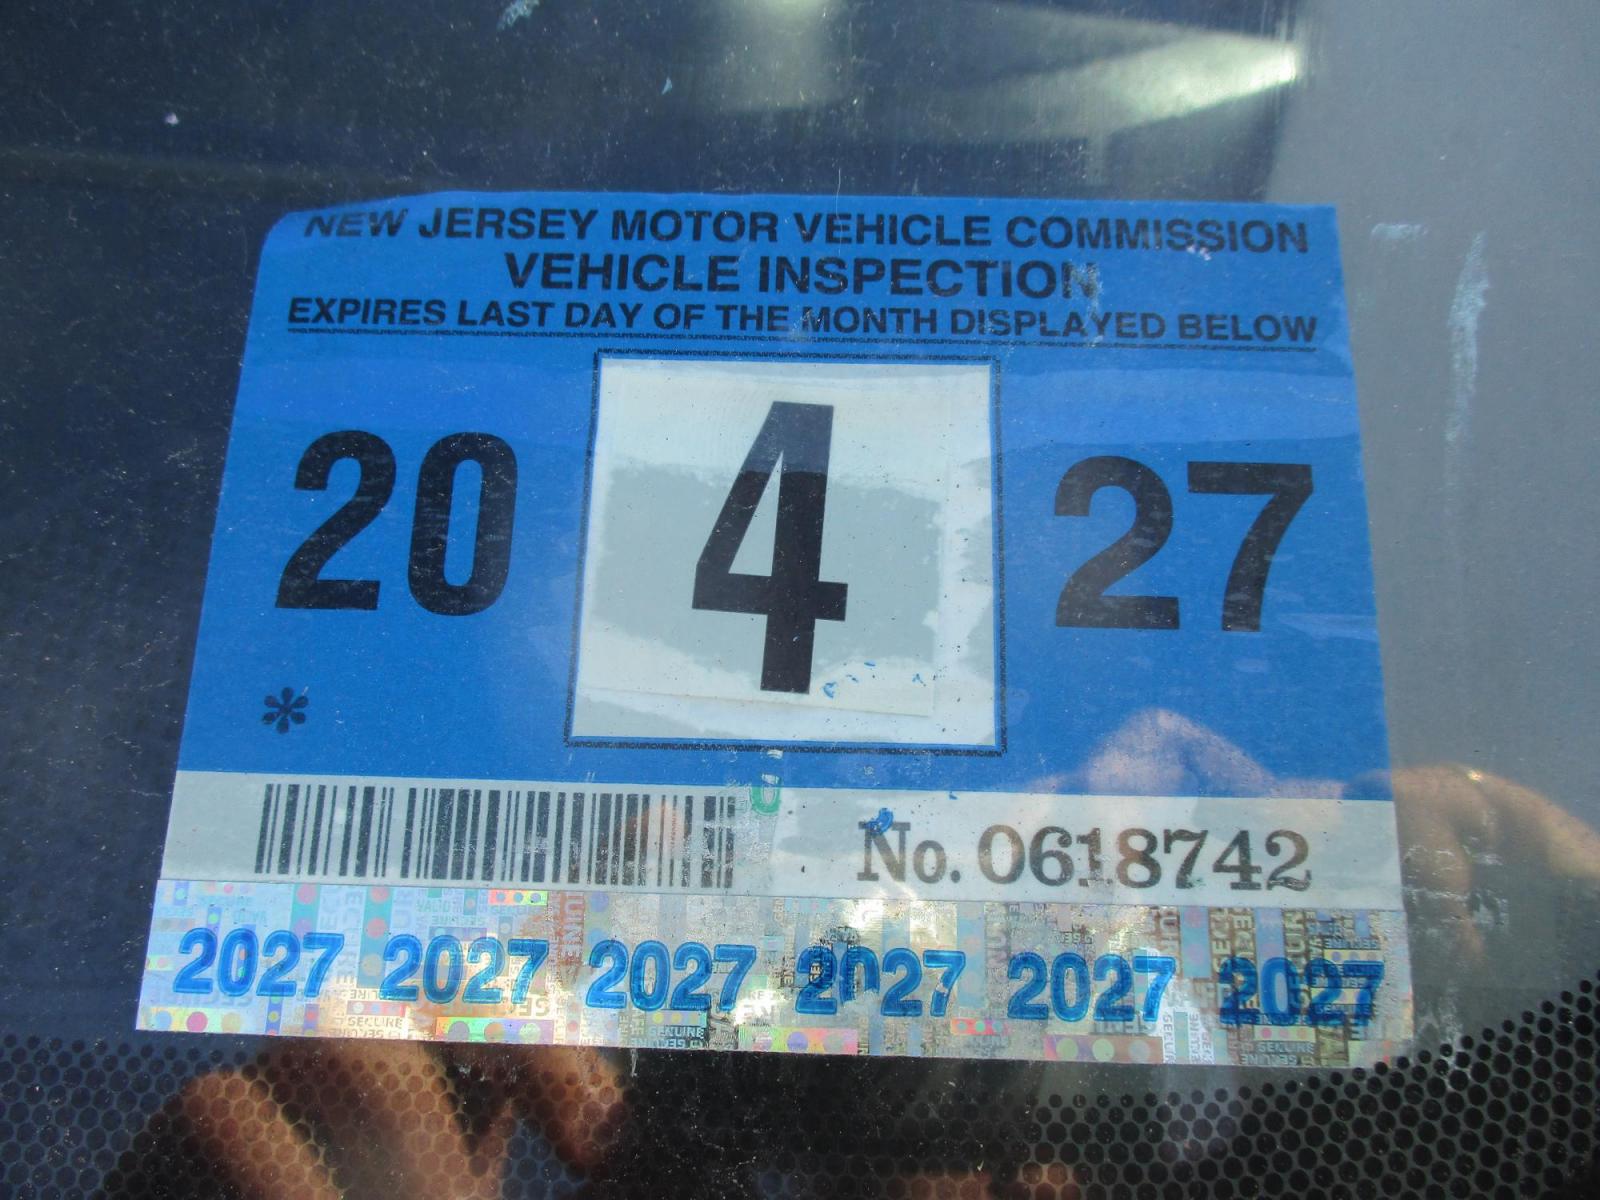 NEW JERSEY MOTOR VEHICLE COMMISSION
VEHICLE INSPECTION
EXPIRES LAST DAY OF THE MONTH DISPLAYED BELOW
20 4 27
*
No. 0618742
2027 2027 2027 2027 2027 2027